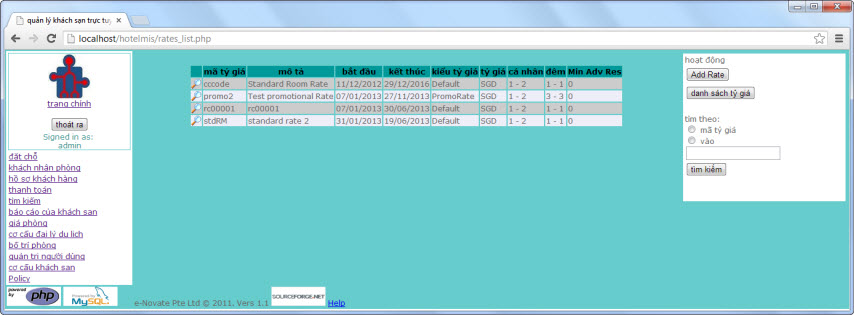 quản lý khách sạn trực tuy
localhost/hotelmis/rates_list.php
trang chính
thoát ra
Signed in as:
admin
đặt chỗ
khách nhận phòng
hồ sơ khách hàng
thanh toán
tìm kiếm
báo cáo của khách sạn
giá phòng
cơ cấu đại lý du lịch
bố trí phòng
quản trị người dùng
cơ cấu khách sạn
Policy
mã tỷ giá mô tả bắt đầu kết thúc kiểu tỷ giá tỷ giá cá nhân đêm Min Adv Res
cccode Standard Room Rate 11/12/2012 29/12/2016 Default SGD 1 - 2 1 - 1 0
promo2 Test promotional Rate 07/01/2013 27/11/2013 PromoRate SGD 1 - 2 3 - 3 0
rc00001 rc00001 07/01/2013 30/06/2013 Default SGD 1 - 2 1 - 1 0
stdRM standard rate 2 31/01/2013 19/06/2013 Default SGD 1 - 2 1 - 1 0
hoạt động
Add Rate
danh sách tỷ giá
tìm theo:
mã tỷ giá
vào
tìm kiếm
powered by php
Powered by MySQL
e-Novate Pte Ltd © 2011. Vers 1.1 SOURCEFORGE.NET Help